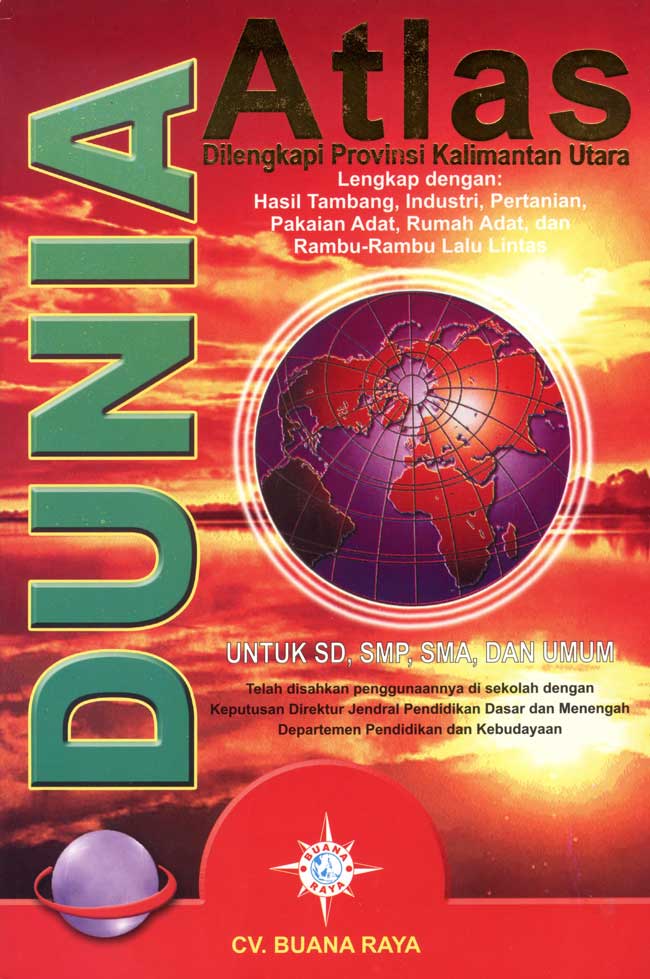 Atlas
DUNIA
Dilengkapi Provinsi Kalimantan Utara
Lengkap dengan:
Hasil Tambang, Industri, Pertanian,
Pakaian Adat, Rumah Adat, dan
Rambu-Rambu Lalu Lintas
UNTUK SD, SMP, SMA, DAN UMUM
Telah disahkan penggunaannya di sekolah dengan
Keputusan Direktur Jendral Pendidikan Dasar dan Menengah
Departemen Pendidikan dan Kebudayaan
BUANA
RAYA
CV. BUANA RAYA